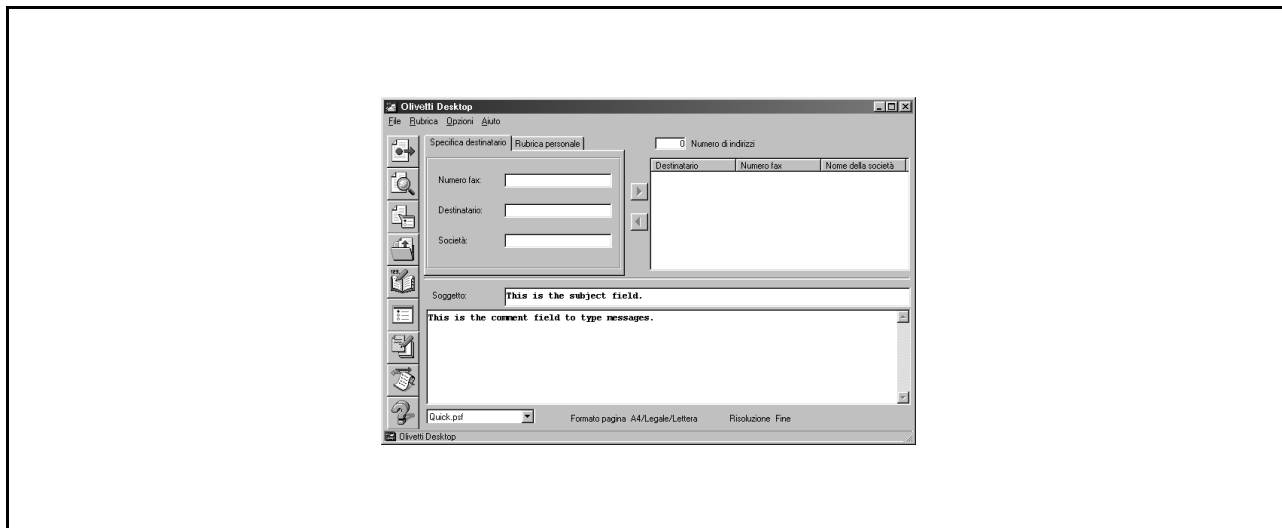 Olivetti Desktop
File Rubrica Opzioni Aiuto
Specifica destinatario Rubrica personale
0 Numero di indirizzi
Destinatario Numero fax Nome della società
Numero fax:
Destinatario:
Società:
123..
Soggetto: This is the subject field.
This is the comment field to type messages.
Quick.psf Formato pagina A4/Legale/Lettera Risoluzione Fine
Olivetti Desktop